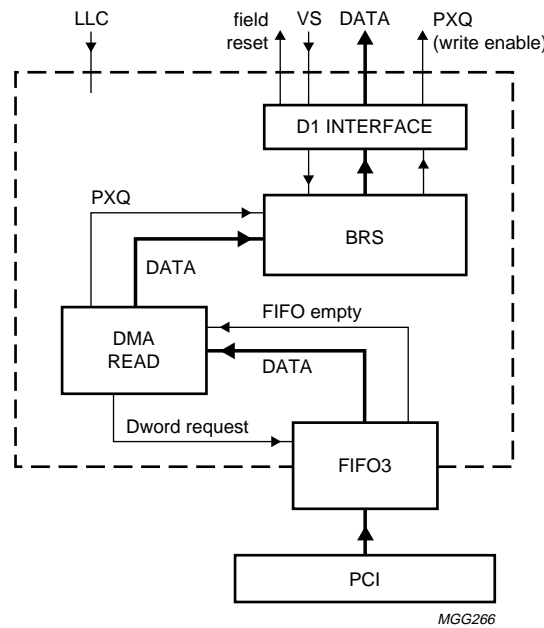 LLC
field
reset
VS
DATA
PXQ
(write enable)
D1 INTERFACE
PXQ
BRS
DATA
FIFO empty
DMA
READ
DATA
Dword request
FIFO3
PCI
MGG266